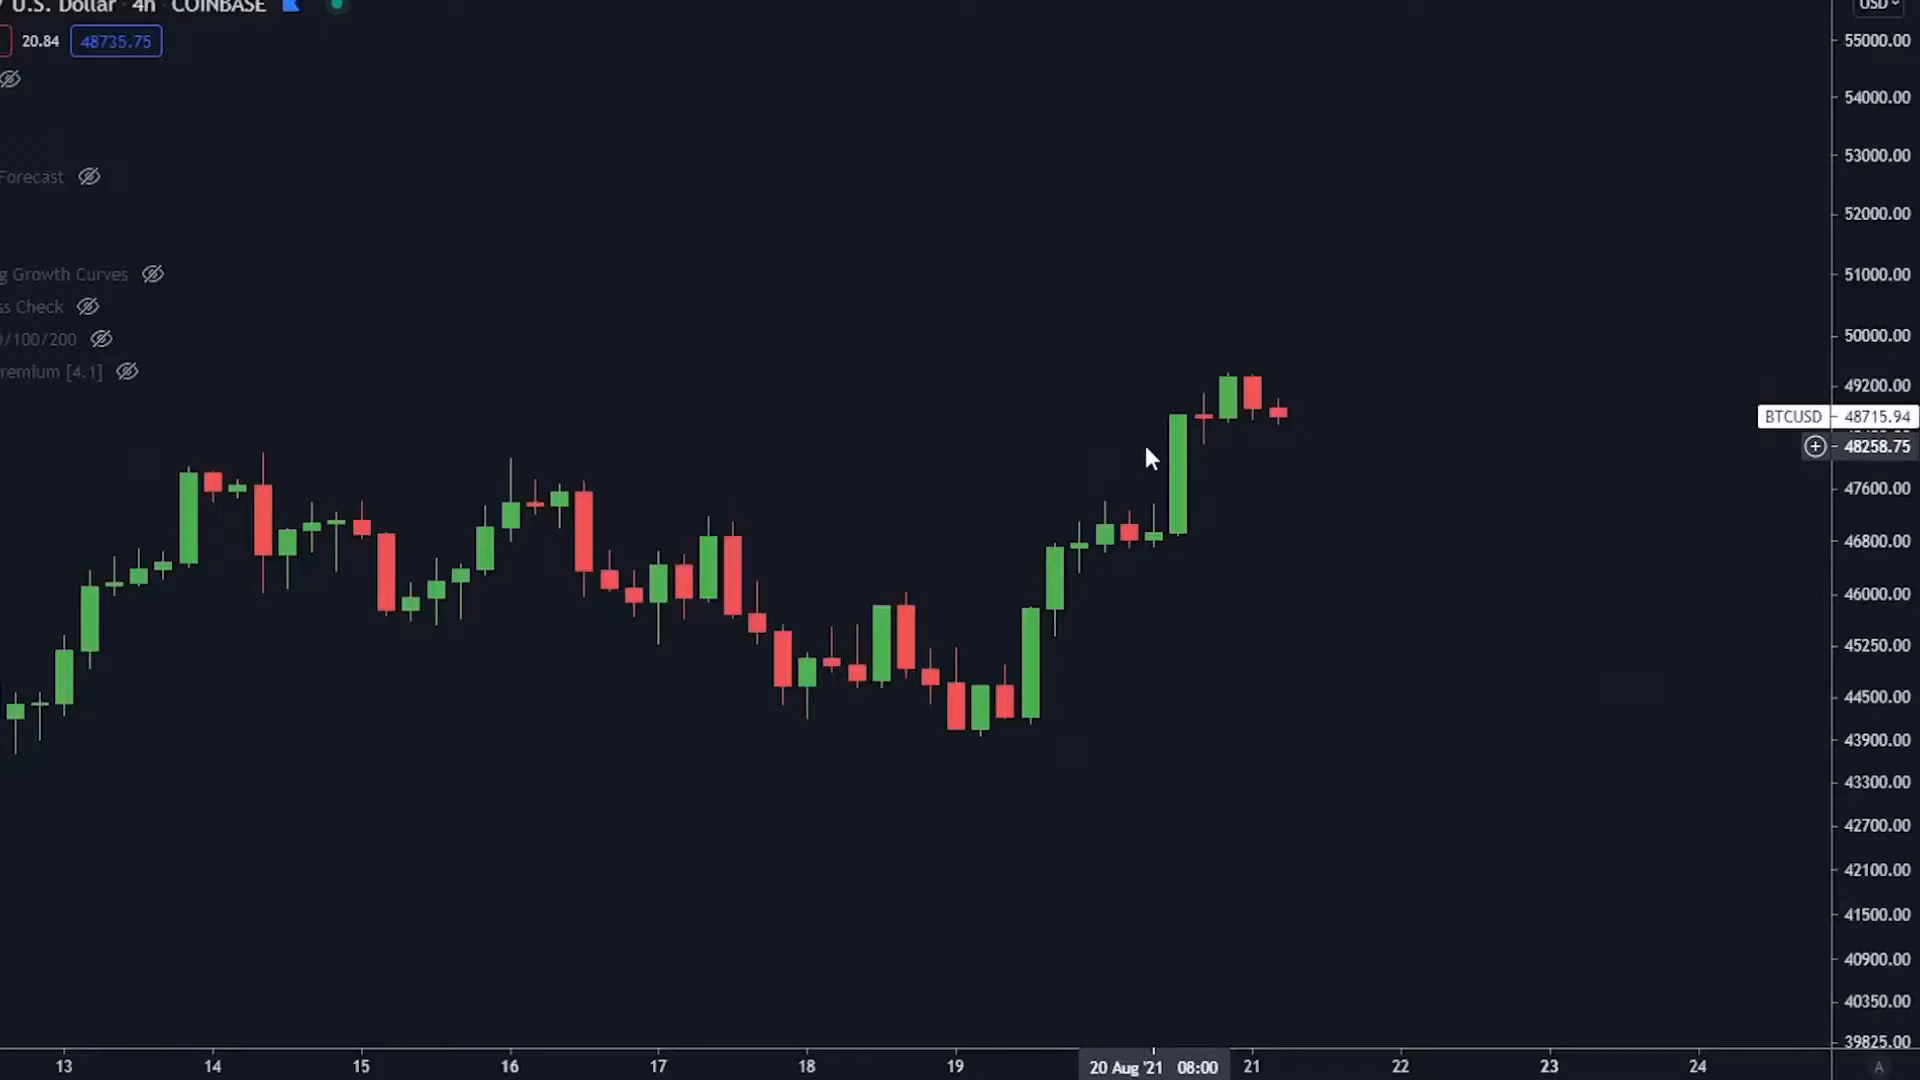 U.S. Dollar 4h COINBASE
USD
20.84 48735.75
Forecast
g Growth Curves
ss Check
/100/200
remium [4.1]
55000.00
54000.00
53000.00
52000.00
51000.00
50000.00
49200.00
BTCUSD 48715.94
48258.75
47600.00
46800.00
46000.00
45250.00
44500.00
43900.00
43300.00
42700.00
42100.00
41500.00
40900.00
40350.00
39825.00
13 14 15 16 17 18 19 20 Aug '21 08:00 21 22 23 24 A